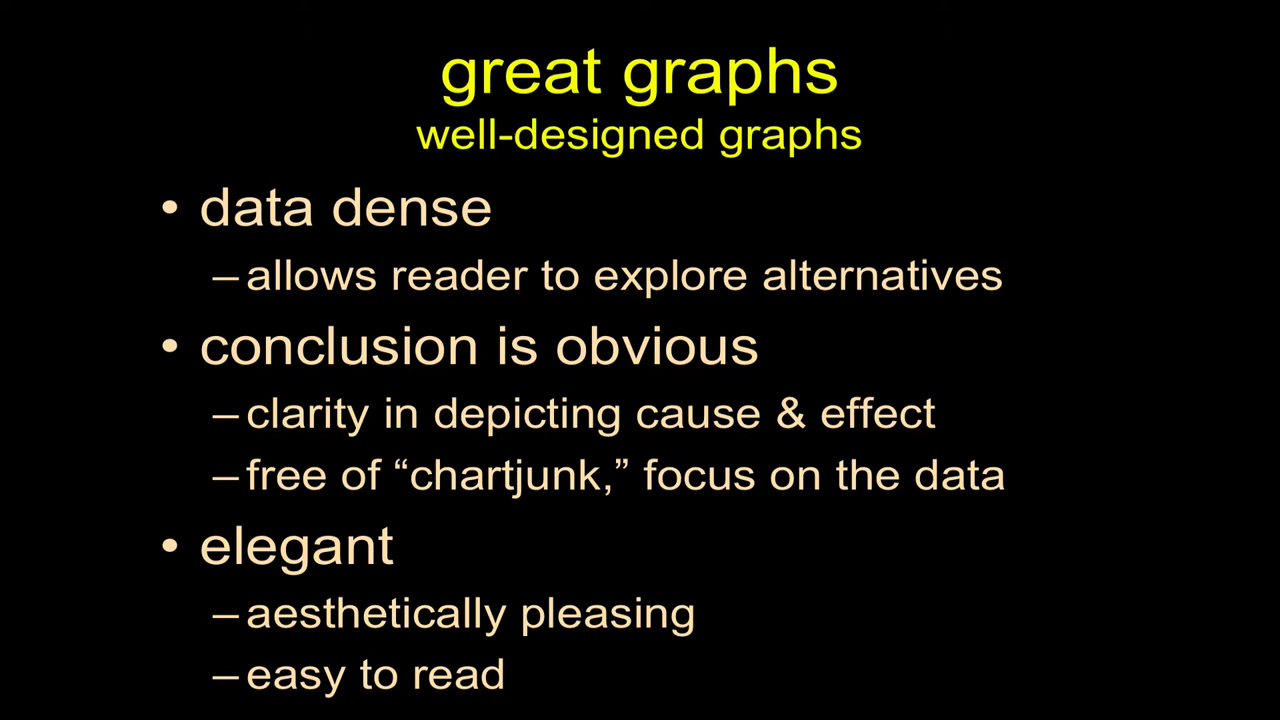 great graphs
well-designed graphs
• data dense
–allows reader to explore alternatives
• conclusion is obvious
–clarity in depicting cause & effect
–free of “chartjunk,” focus on the data
• elegant
–aesthetically pleasing
–easy to read